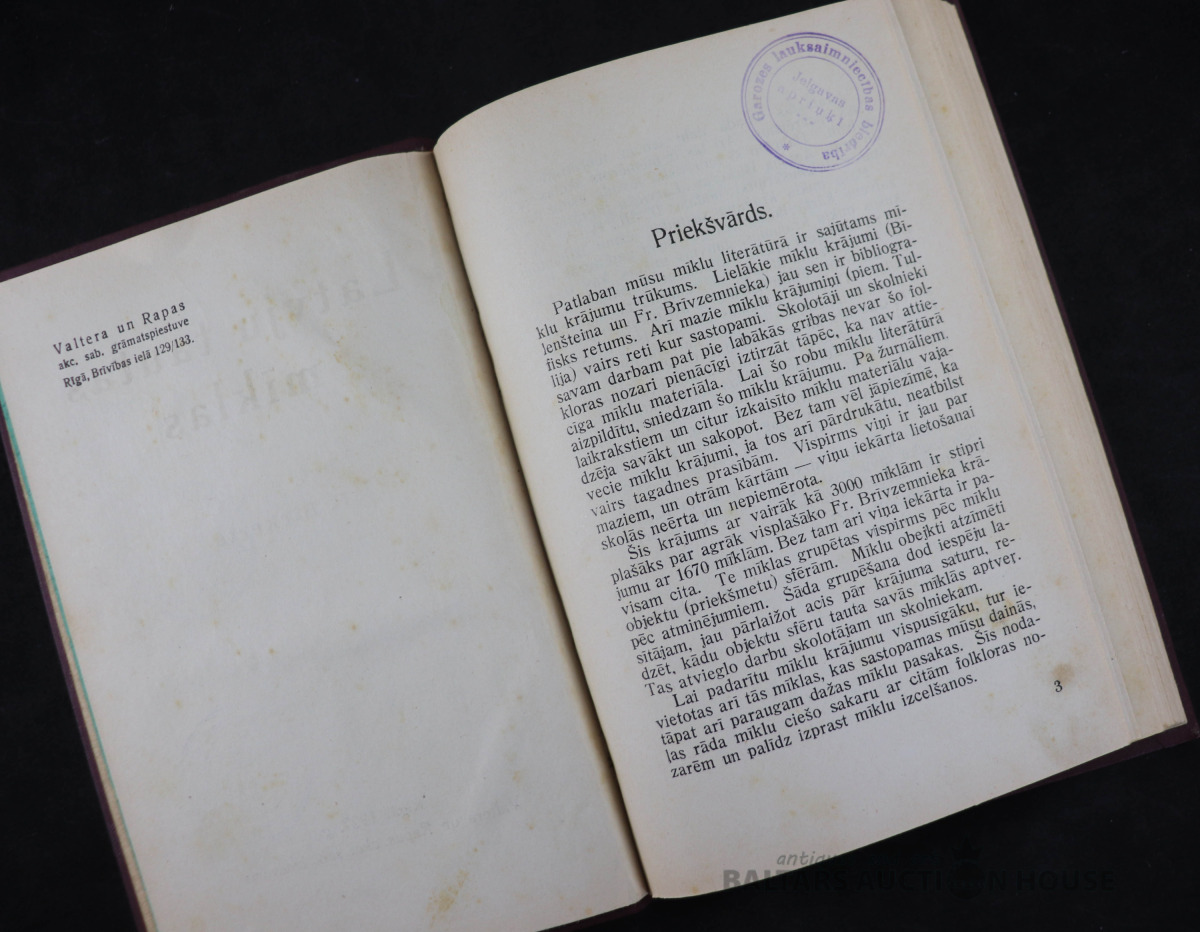 Valtera un Rapas
akc. sab. grāmatspiestuve
Rīgā, Brīvības ielā 129/133.
Garozes lauksaimniecības biedrība *
Jelgavas
apriņķī
Priekšvārds.
Patlaban mūsu mīklu literātūrā ir sajūtams mī-
klu krājumu trūkums. Lielākie mīklu krājumi (Bi-
lenšteina un Fr. Brīvzemnieka) jau sen ir bibliogra-
fisks retums. Arī mazie mīklu krājumiņi (piem. Tul-
lija) vairs reti kur sastopami. Skolotāji un skolnieki
savam darbam pat pie labākās gribas nevar šo fol-
kloras nozari pienācīgi iztirzāt tāpēc, ka nav attie-
cīga mīklu materiāla. Lai šo robu mīklu literātūrā
aizpildītu, sniedzam šo mīklu krājumu. Pa žurnāliem,
laikrakstiem un citur izkaisīto mīklu materiālu vaja-
dzēja savākt un sakopot. Bez tam vēl jāpiezīmē, ka
vecie mīklu krājumi, ja tos arī pārdrukātu, neatbilst
vairs tagadnes prasībām. Vispirms viņi ir jau par
maziem, un otrām kārtām — viņu iekārta lietošanai
skolās neērta un nepiemērota.
Šis krājums ar vairāk kā 3000 mīklām ir stipri
plašāks par agrāk visplašāko Fr. Brīvzemnieka krā-
jumu ar 1670 mīklām. Bez tam arī viņa iekārta ir pa-
visam cita. Te mīklas grupētas vispirms pēc mīklu
objektu (priekšmetu) sfērām. Mīklu obejkti atzīmēti
pēc atminējumiem. Šāda grupēšana dod iespēju la-
sītājam, jau pārlaižot acis pār krājuma saturu, re-
dzēt, kādu objektu sfēru tauta savās mīklās aptver.
Tas atvieglo darbu skolotājam un skolniekam.
Lai padarītu mīklu krājumu vispusīgāku, tur ie-
vietotas arī tās mīklas, kas sastopamas mūsu dainās,
tāpat arī paraugam dažas mīklu pasakas. Šīs noda-
ļas rāda mīklu ciešo sakaru ar citām folkloras no-
zarēm un palīdz izprast mīklu izcelšanos.
3
BALTARS AUCTION HOUSE